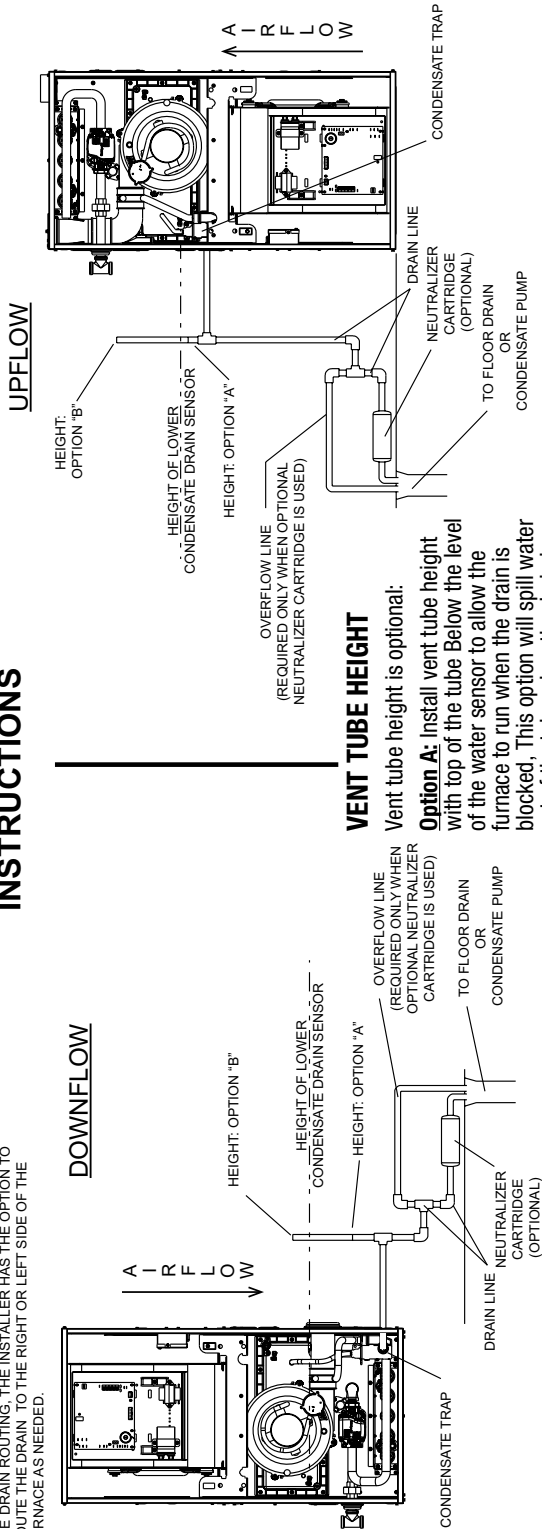 INSTRUCTIONS
E DRAIN ROUTING, THE INSTALLER HAS THE OPTION TO
UTE THE DRAIN TO THE RIGHT OR LEFT SIDE OF THE
RNACE AS NEEDED.
DOWNFLOW
AIRFLOW
HEIGHT: OPTION "B"
HEIGHT OF LOWER
CONDENSATE DRAIN SENSOR
HEIGHT: OPTION "A"
OVERFLOW LINE
(REQUIRED ONLY WHEN
OPTIONAL NEUTRALIZER
CARTRIDGE IS USED)
TO FLOOR DRAIN
OR
CONDENSATE PUMP
DRAIN LINE
NEUTRALIZER
CARTRIDGE
(OPTIONAL)
CONDENSATE TRAP
UPFLOW
AIRFLOW
HEIGHT:
OPTION "B"
HEIGHT OF LOWER
CONDENSATE DRAIN SENSOR
HEIGHT: OPTION "A"
OVERFLOW LINE
(REQUIRED ONLY WHEN OPTIONAL
NEUTRALIZER CARTRIDGE IS USED)
CONDENSATE TRAP
DRAIN LINE
NEUTRALIZER
CARTRIDGE
(OPTIONAL)
TO FLOOR DRAIN
OR
CONDENSATE PUMP
VENT TUBE HEIGHT
Vent tube height is optional:
Option A: Install vent tube height
with top of the tube Below the level
of the water sensor to allow the
furnace to run when the drain is
blocked, This option will spill water